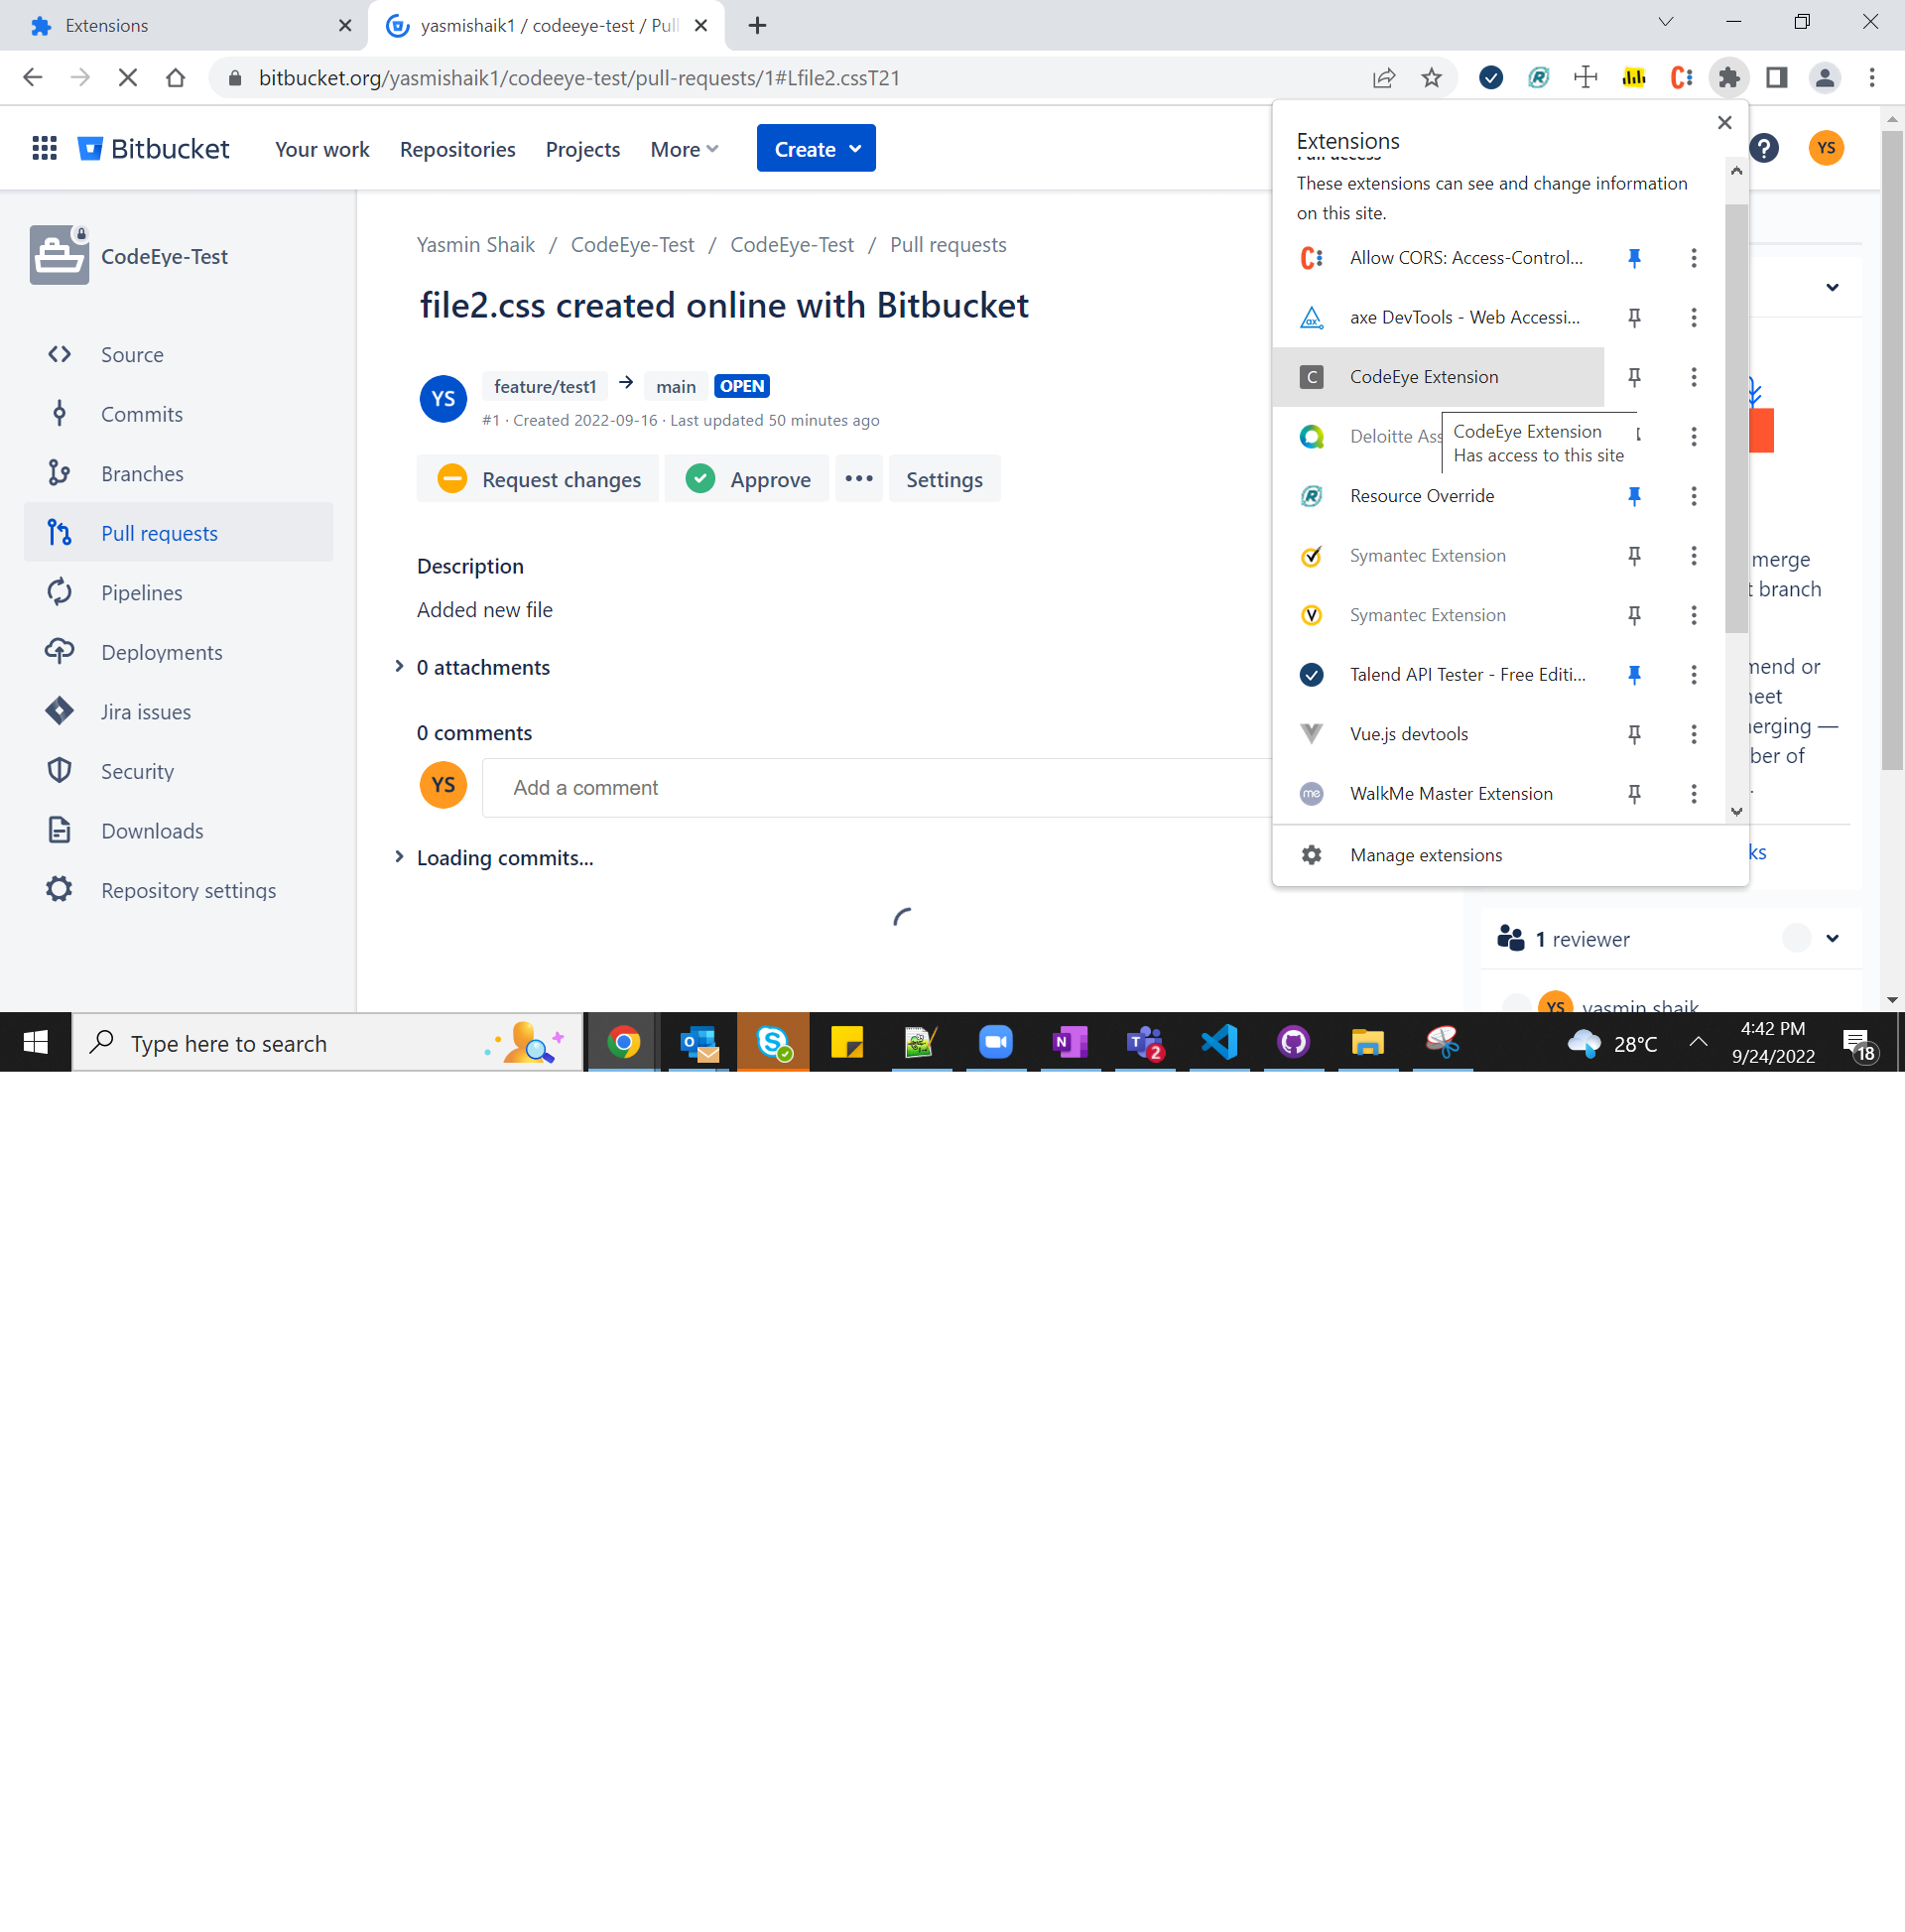 Extensions
yasmishaik1 / codeeye-test / Pull
bitbucket.org/yasmishaik1/codeeye-test/pull-requests/1#Lfile2.cssT21
Bitbucket
Your work
Repositories
Projects
More
Create
YS
CodeEye-Test
Source
Commits
Branches
Pull requests
Pipelines
Deployments
Jira issues
Security
Downloads
Repository settings
Yasmin Shaik / CodeEye-Test / CodeEye-Test / Pull requests
file2.css created online with Bitbucket
YS
feature/test1 → main OPEN
#1 · Created 2022-09-16 · Last updated 50 minutes ago
Request changes
Approve
Settings
Description
Added new file
0 attachments
0 comments
YS
Add a comment
Loading commits...
Extensions
Full access
These extensions can see and change information
on this site.
Allow CORS: Access-Control...
axe DevTools - Web Accessi...
C
CodeEye Extension
Deloitte Ass
CodeEye Extension
Has access to this site
Resource Override
Symantec Extension
Symantec Extension
Talend API Tester - Free Editi...
Vue.js devtools
me
WalkMe Master Extension
Manage extensions
merge
t branch
mend or
neet
nerging —
ber of
ks
1 reviewer
YS
yasmin shaik
Type here to search
2
28°C
4:42 PM
9/24/2022
18